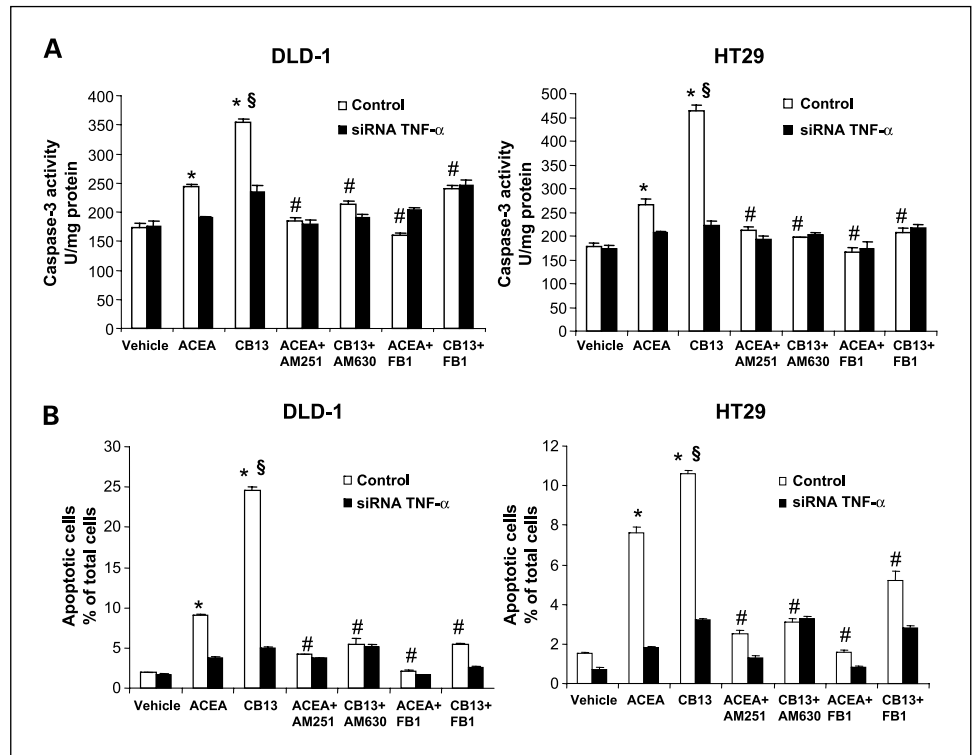 A
DLD-1
HT29
Caspase-3 activity
U/mg protein
400
350
300
250
200
150
100
50
0
* §
*
#
#
#
#
Control
siRNA TNF-α
Vehicle ACEA CB13 ACEA+ CB13+ ACEA+ CB13+
AM251 AM630 FB1 FB1
Caspase-3 activity
U/mg protein
500
450
400
350
300
250
200
150
100
50
0
* §
*
#
#
#
#
Control
siRNA TNF-α
Vehicle ACEA CB13 ACEA+ CB13+ ACEA+ CB13+
AM251 AM630 FB1 FB1
B
DLD-1
HT29
Apoptotic cells
% of total cells
30
25
20
15
10
5
0
* §
*
#
#
#
#
Control
siRNA TNF-α
Vehicle ACEA CB13 ACEA+ CB13+ ACEA+ CB13+
AM251 AM630 FB1 FB1
Apoptotic cells
% of total cells
12
10
8
6
4
2
0
* §
*
#
#
#
#
Control
siRNA TNF-α
Vehicle ACEA CB13 ACEA+ CB13+ ACEA+ CB13+
AM251 AM630 FB1 FB1